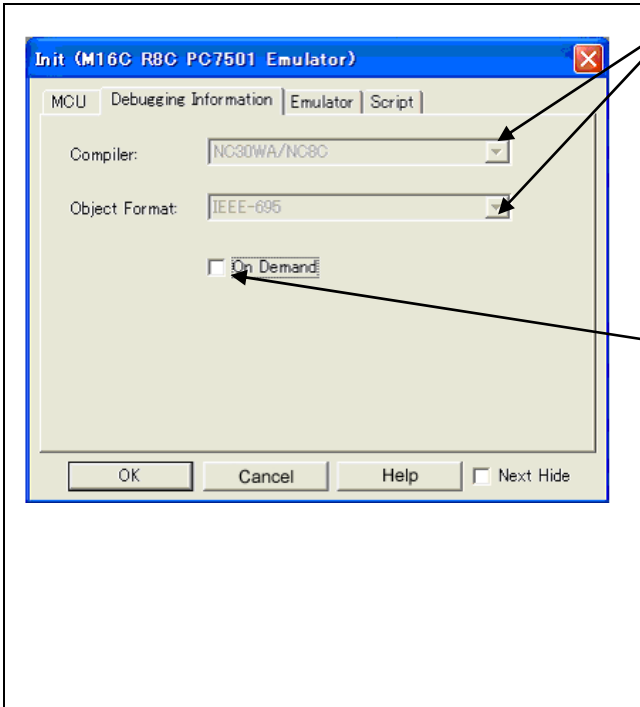 Init (M16C R8C PC7501 Emulator)
MCU Debugging Information Emulator Script
Compiler: NC30WA/NC8C
Object Format: IEEE-695
On Demand
OK Cancel Help Next Hide